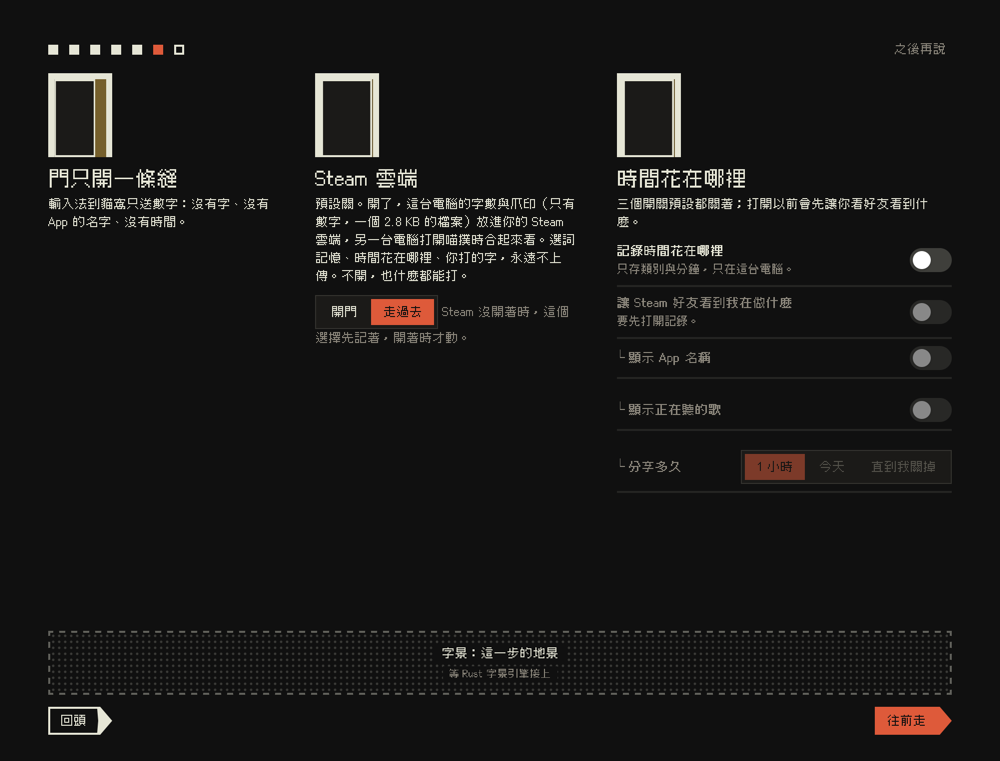 之後再說
門只開一條縫
輸入法到貓窩只送數字：沒有字、沒有
App 的名字、沒有時間。
Steam 雲端
預設關。開了，這台電腦的字數與爪印（只有
數字，一個 2.8 KB 的檔案）放進你的 Steam
雲端，另一台電腦打開喵撲時合起來看。選詞
記憶、時間花在哪裡、你打的字，永遠不上
傳。不開，也什麼都能打。
開門
走過去
Steam 沒開著時，這個
選擇先記著，開著時才動。
時間花在哪裡
三個開關預設都關著；打開以前會先讓你看好友看到什
麼。
記錄時間花在哪裡
只存類別與分鐘，只在這台電腦。
讓 Steam 好友看到我在做什麼
要先打開記錄。
└ 顯示 App 名稱
└ 顯示正在聽的歌
└ 分享多久
1 小時
今天
直到我關掉
字景：這一步的地景
等 Rust 字景引擎接上
回頭
往前走